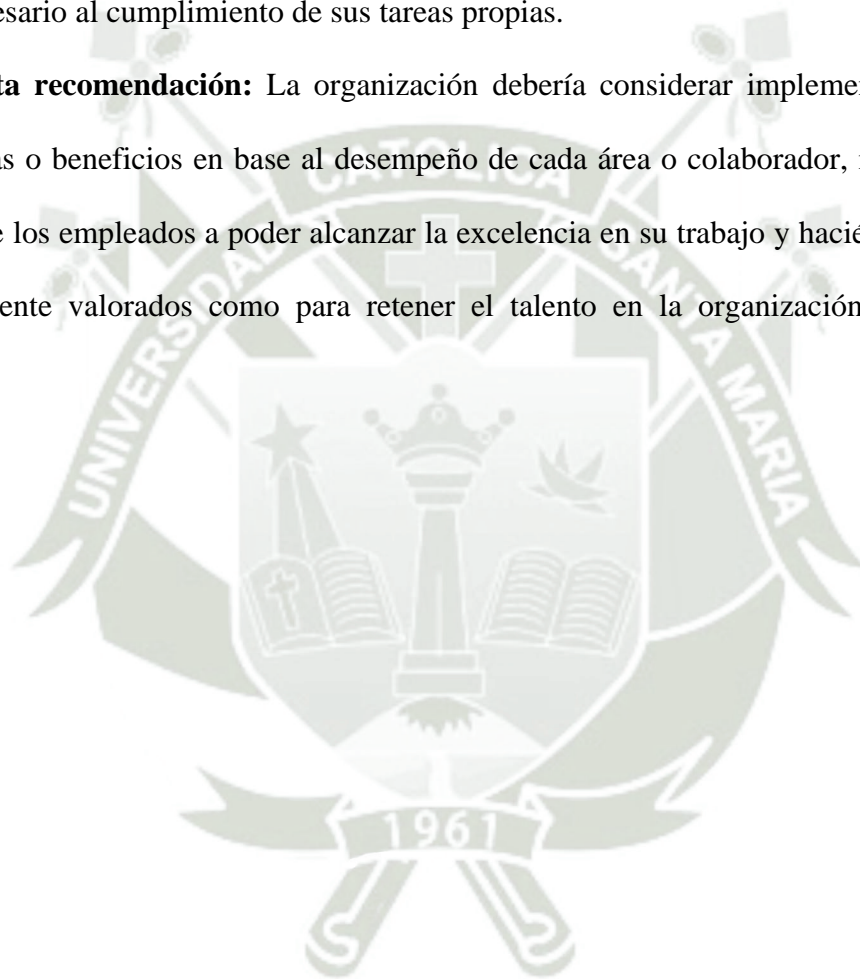 esario al cumplimiento de sus tareas propias.
ta recomendación: La organización debería considerar implemen
as o beneficios en base al desempeño de cada área o colaborador,
e los empleados a poder alcanzar la excelencia en su trabajo y hacié
ente valorados como para retener el talento en la organización
UNIVERSIDAD CATOLICA SANTA MARIA
1961